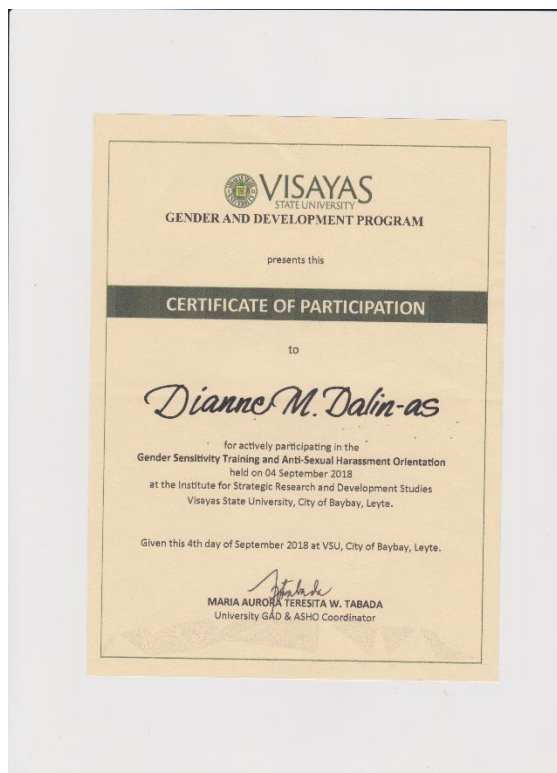 VISAYAS
STATE UNIVERSITY
GENDER AND DEVELOPMENT PROGRAM
presents this
CERTIFICATE OF PARTICIPATION
to
Dianne M. Dalin-as
for actively participating in the
Gender Sensitivity Training and Anti-Sexual Harassment Orientation
held on 04 September 2018
at the Institute for Strategic Research and Development Studies
Visayas State University, City of Baybay, Leyte.
Given this 4th day of September 2018 at VSU, City of Baybay, Leyte.
MARIA AURORA TERESITA W. TABADA
University GAD & ASHO Coordinator